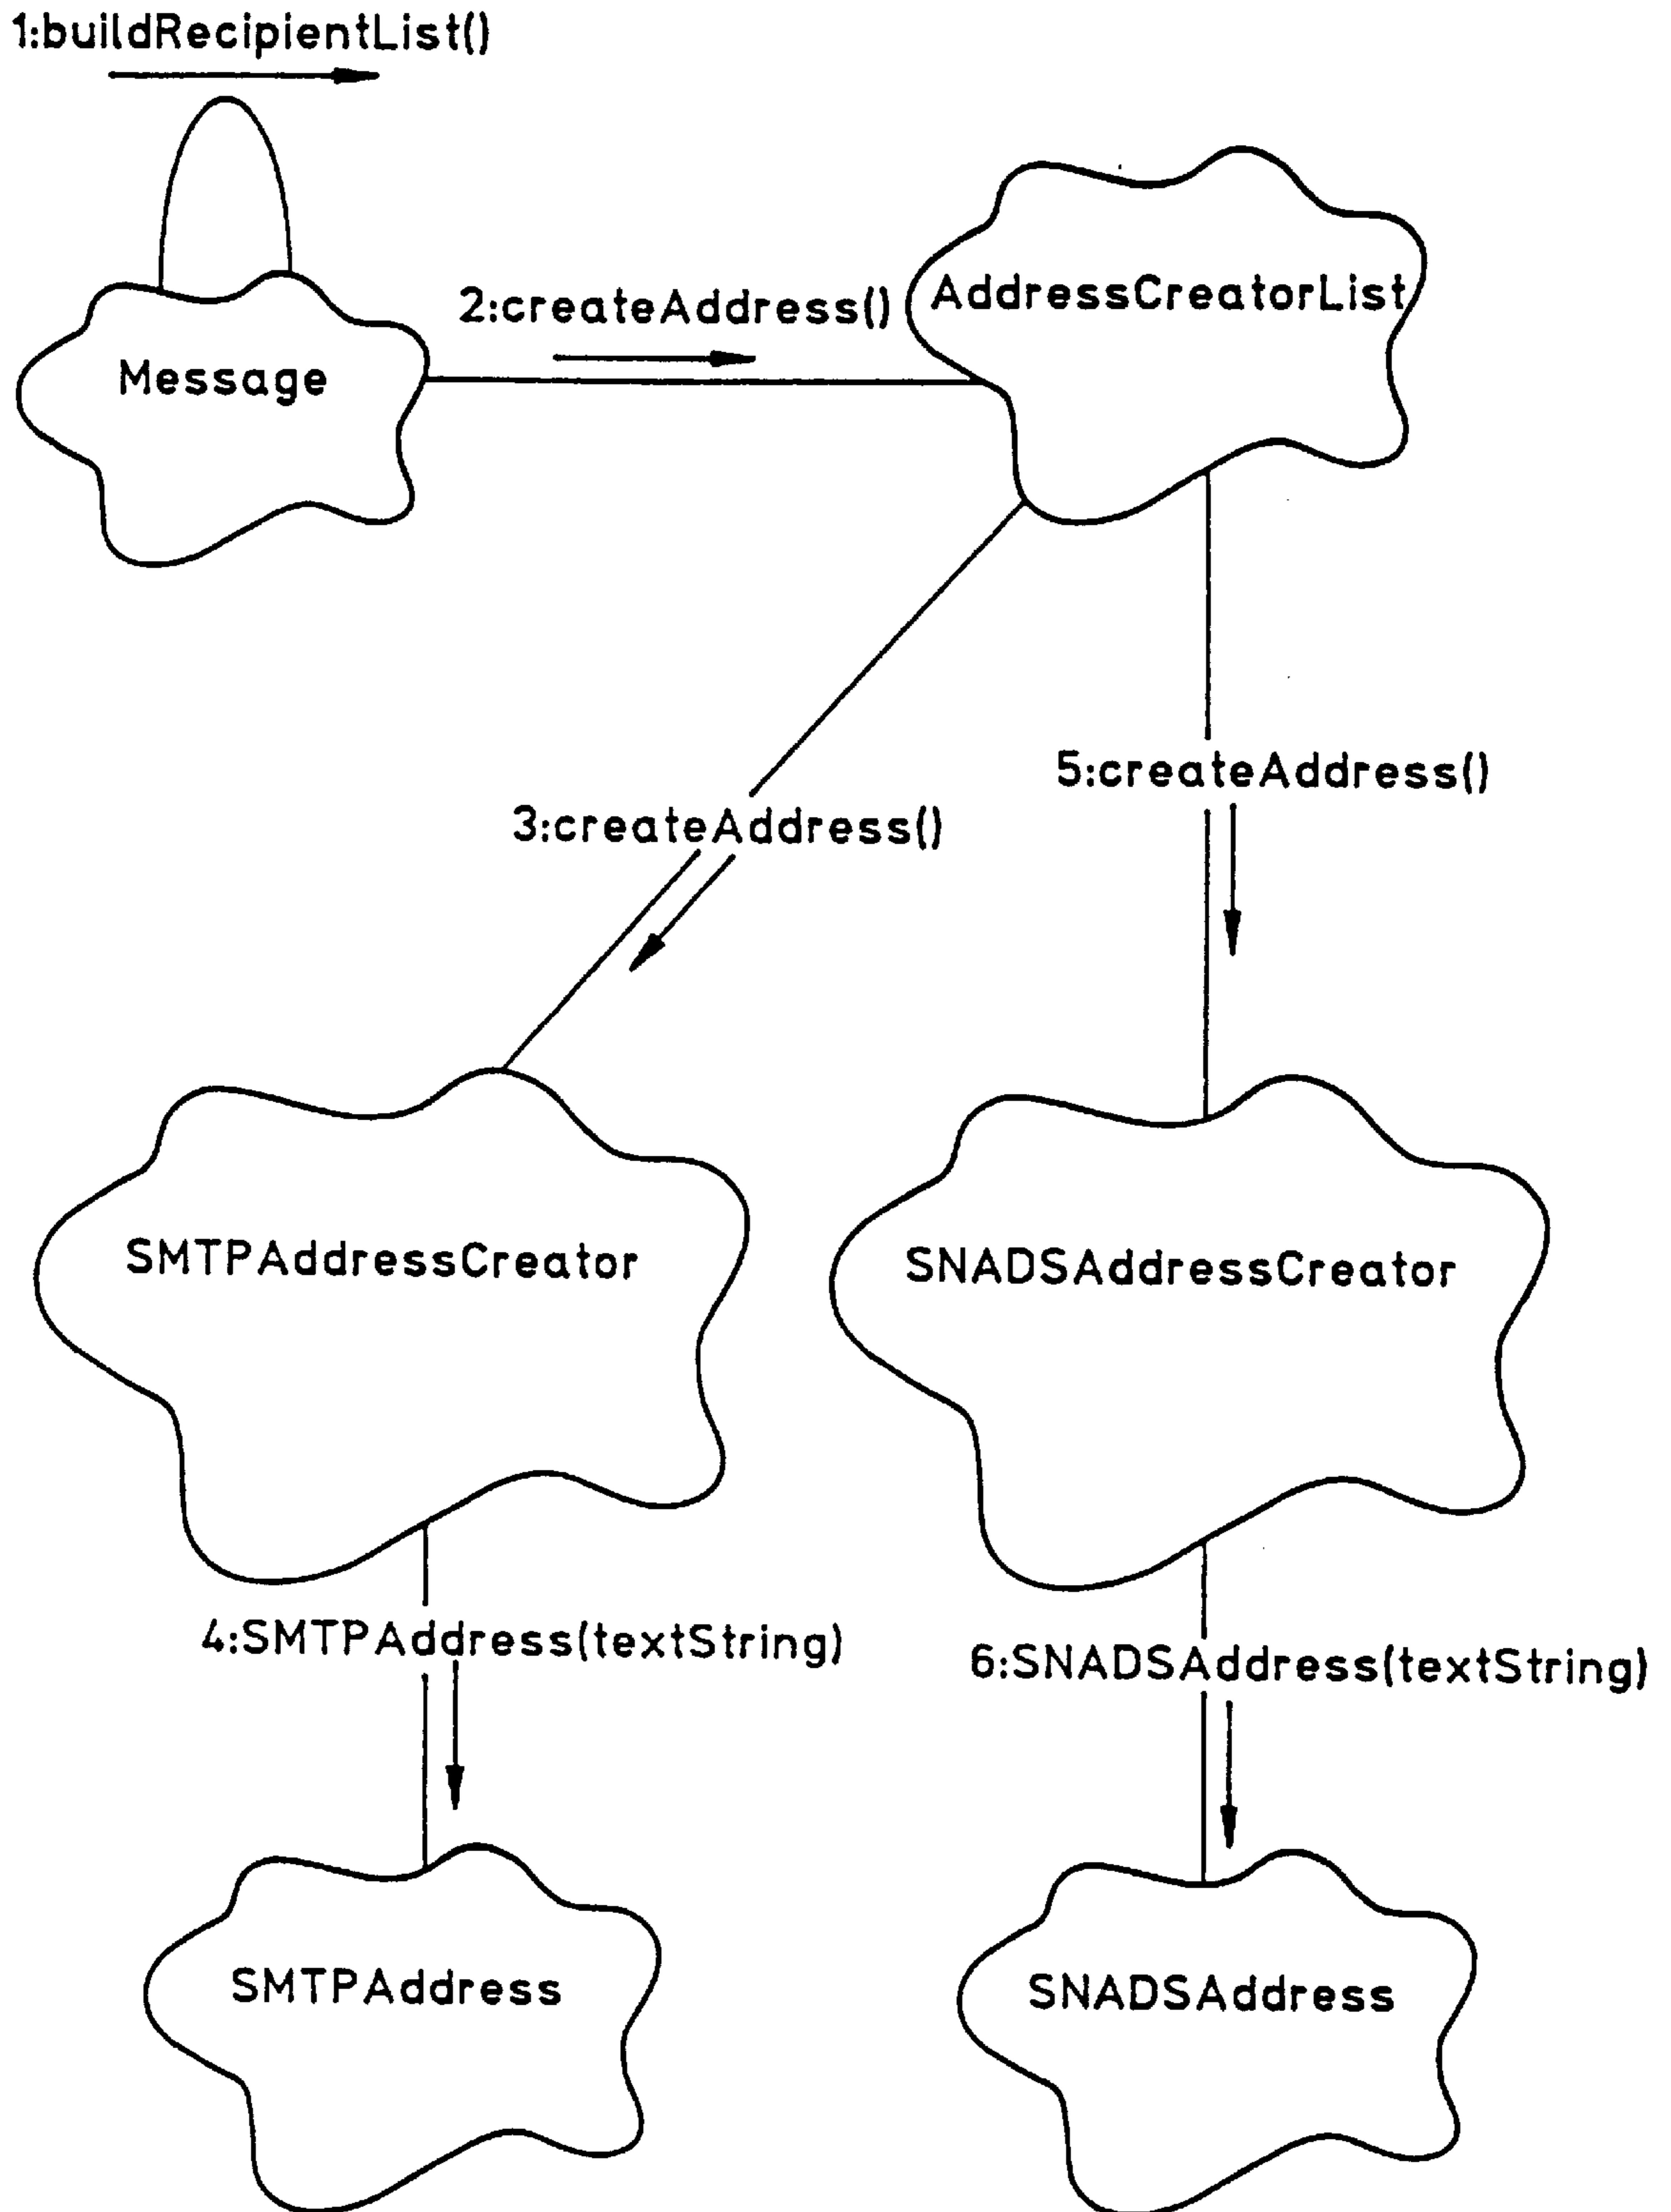 1:buildRecipientList()
AddressCreatorList
2:createAddress()
Message
5:createAddress()
3:createAddress()
SMTPAddressCreator
SNADSAddressCreator
4:SMTPAddress(textString)
6:SNADSAddress(textString)
SMTPAddress
SNADSAddress